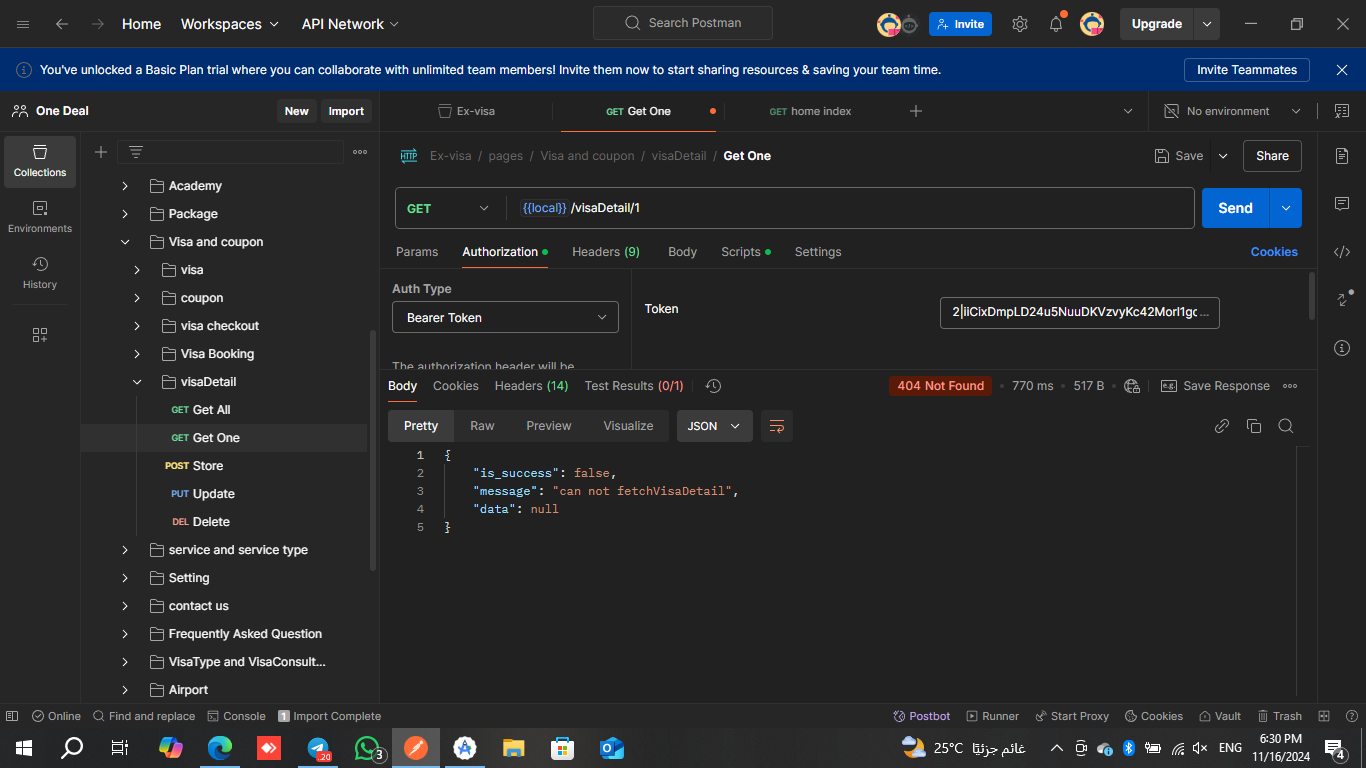 Home Workspaces API Network Search Postman Invite Upgrade
You've unlocked a Basic Plan trial where you can collaborate with unlimited team members! Invite them now to start sharing resources & saving your team time. Invite Teammates
One Deal New Import Ex-visa GET Get One GET home index No environment
Collections
Environments
History
Academy
Package
Visa and coupon
visa
coupon
visa checkout
Visa Booking
visaDetail
GET Get All
GET Get One
POST Store
PUT Update
DEL Delete
service and service type
Setting
contact us
Frequently Asked Question
VisaType and VisaConsult...
Airport
HTTP Ex-visa / pages / Visa and coupon / visaDetail / Get One Save Share
GET {{local}} /visaDetail/1 Send
Params Authorization Headers (9) Body Scripts Settings Cookies
Auth Type
Bearer Token
Token
The authorization header will be
Body Cookies Headers (14) Test Results (0/1) 404 Not Found 770 ms 517 B e.g. Save Response
Pretty Raw Preview Visualize JSON
1 {
2 "is_success": false,
3 "message": "can not fetchVisaDetail",
4 "data": null
5 }
Online Find and replace Console 1 Import Complete Postbot Runner Start Proxy Cookies Vault Trash
20 3 25°C غائم جزئيًا ENG 6:30 PM 4
11/16/2024